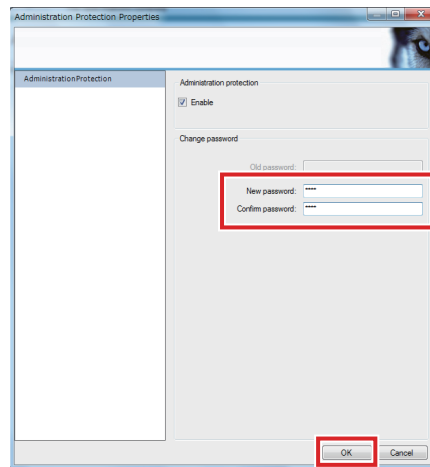 Administration Protection Properties
AdministrationProtection
Administration protection
Enable
Change password
Old password:
New password: ****
Confirm password: ****
OK Cancel